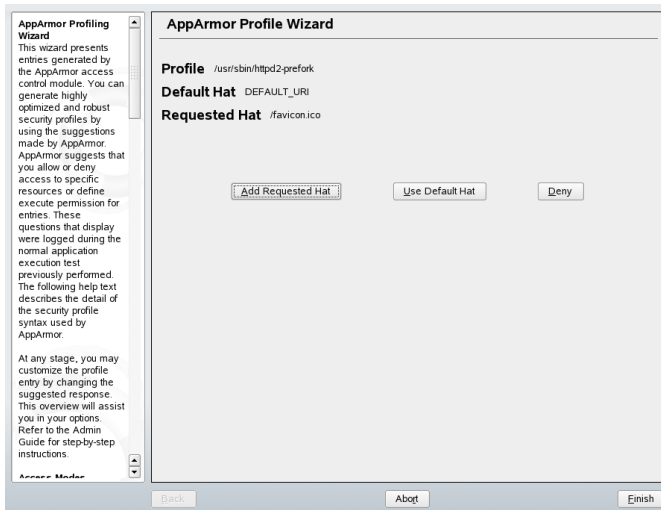 AppArmor Profiling
Wizard
This wizard presents
entries generated by
the AppArmor access
control module. You can
generate highly
optimized and robust
security profiles by
using the suggestions
made by AppArmor.
AppArmor suggests that
you allow or deny
access to specific
resources or define
execute permission for
entries. These
questions that display
were logged during the
normal application
execution test
previously performed.
The following help text
describes the detail of
the security profile
syntax used by
AppArmor.
At any stage, you may
customize the profile
entry by changing the
suggested response.
This overview will assist
you in your options.
Refer to the Admin
Guide for step-by-step
instructions.
Access Modes
AppArmor Profile Wizard
Profile /usr/sbin/httpd2-prefork
Default Hat DEFAULT_URI
Requested Hat /favicon.ico
Add Requested Hat Use Default Hat Deny
Back Abort Finish